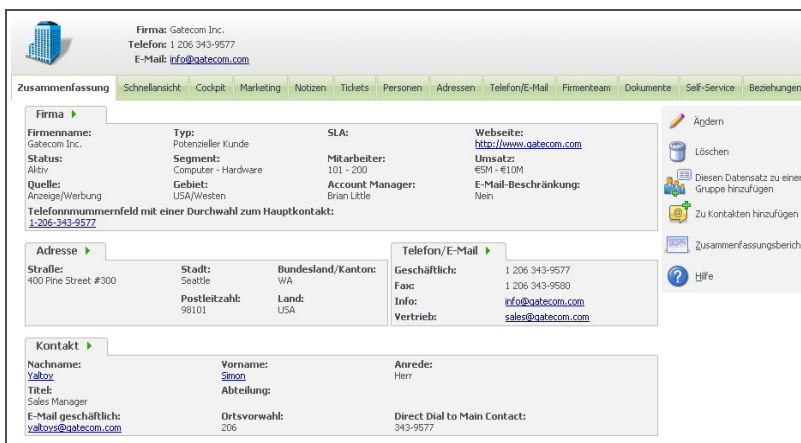 Firma: Gatecom Inc.
Telefon: 1 206 343-9577
E-Mail: info@gatecom.com
Zusammenfassung Schnellansicht Cockpit Marketing Notizen Tickets Personen Adressen Telefon/E-Mail Firmenteam Dokumente Self-Service Beziehungen
Firma
Firmenname: Typ: SLA: Webseite:
Gatecom Inc. Potenzieller Kunde http://www.gatecom.com
Status: Segment: Mitarbeiter: Umsatz:
Aktiv Computer - Hardware 101 - 200 €5M - €10M
Quelle: Gebiet: Account Manager: E-Mail-Beschränkung:
Anzeige/Werbung USA/Westen Brian Little Nein
Telefonnmummernfeld mit einer Durchwahl zum Hauptkontakt:
1-206-343-9577
Ändern
Löschen
Diesen Datensatz zu einer
Gruppe hinzufügen
Zu Kontakten hinzufügen
Zusammenfassungsberich
Hilfe
Adresse
Straße: Stadt: Bundesland/Kanton:
400 Pine Street #300 Seattle WA
Postleitzahl: Land:
98101 USA
Telefon/E-Mail
Geschäftlich: 1 206 343-9577
Fax: 1 206 343-9580
Info: info@gatecom.com
Vertrieb: sales@gatecom.com
Kontakt
Nachname: Vorname: Anrede:
Yaltoy Simon Herr
Titel: Abteilung:
Sales Manager
E-Mail geschäftlich: Ortsvorwahl: Direct Dial to Main Contact:
yaltoys@gatecom.com 206 343-9577